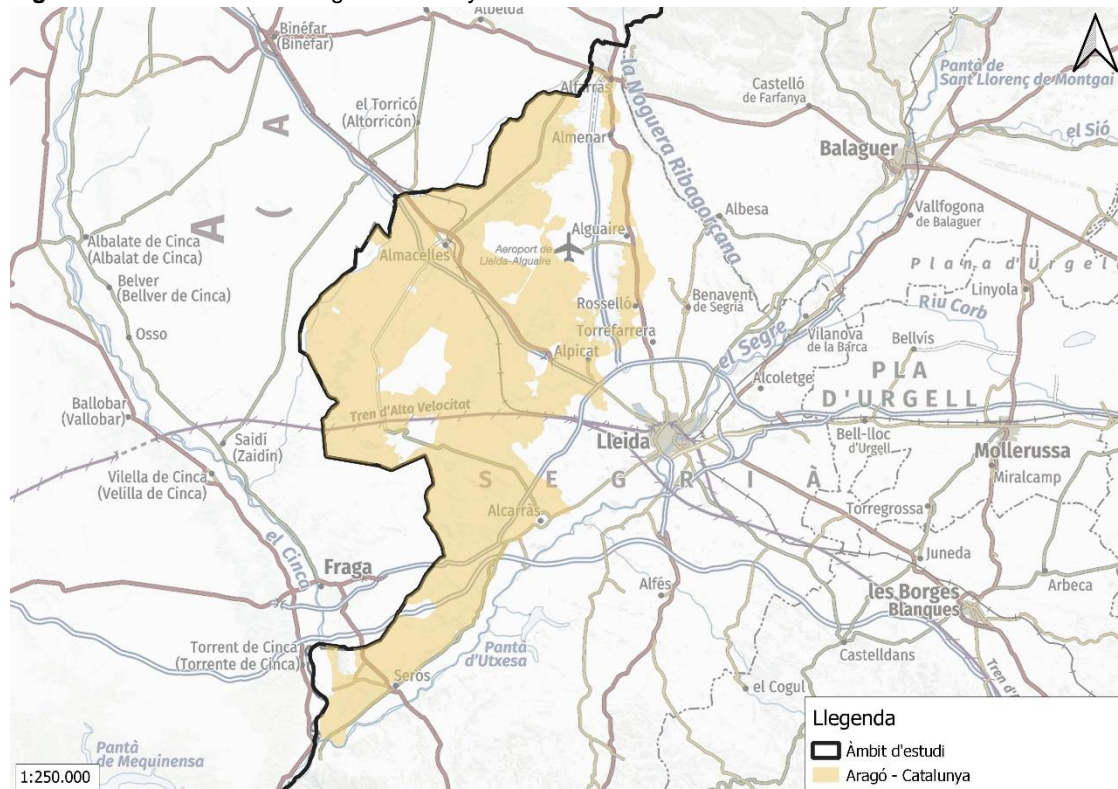 Albelda
Binéfar
(Binéfar)
Alfarràs
la Noguera Ribagorçana
Castelló
de Farfanya
Pantà de
Sant Llorenç de Montgai
el Sió
el Torricó
(Altorricón)
Almenar
Balaguer
A
A
(
Albesa
Vallfogona
de Balaguer
Albalate de Cinca
(Albalat de Cinca)
Almacelles
Aeroport de
Lleida-Alguaire
Alguaire
Plana d'Urgell
Belver
(Bellver de Cinca)
Linyola
Rosselló
Benavent
de Segrià
Riu Corb
Osso
Torrefarrera
el Segre
Vilanova
de la Barca
Bellvís
Alpicat
PLA
D'URGELL
Alcoletge
Ballobar
(Vallobar)
Tren d'Alta Velocitat
Saidí
(Zaidín)
Lleida
Bell-lloc
d'Urgell
Mollerussa
Vilella de Cinca
(Velilla de Cinca)
SEGRIÀ
Miralcamp
Alcarràs
Torregrossa
el Cinca
Juneda
Fraga
Alfés
les Borges
Blanques
Arbeca
Torrent de Cinca
(Torrente de Cinca)
Pantà
d'Utxesa
Castelldans
Seròs
el Cogul
Tren d'
Pantà
de Mequinensa
1:250.000
Llegenda
Àmbit d'estudi
Aragó - Catalunya